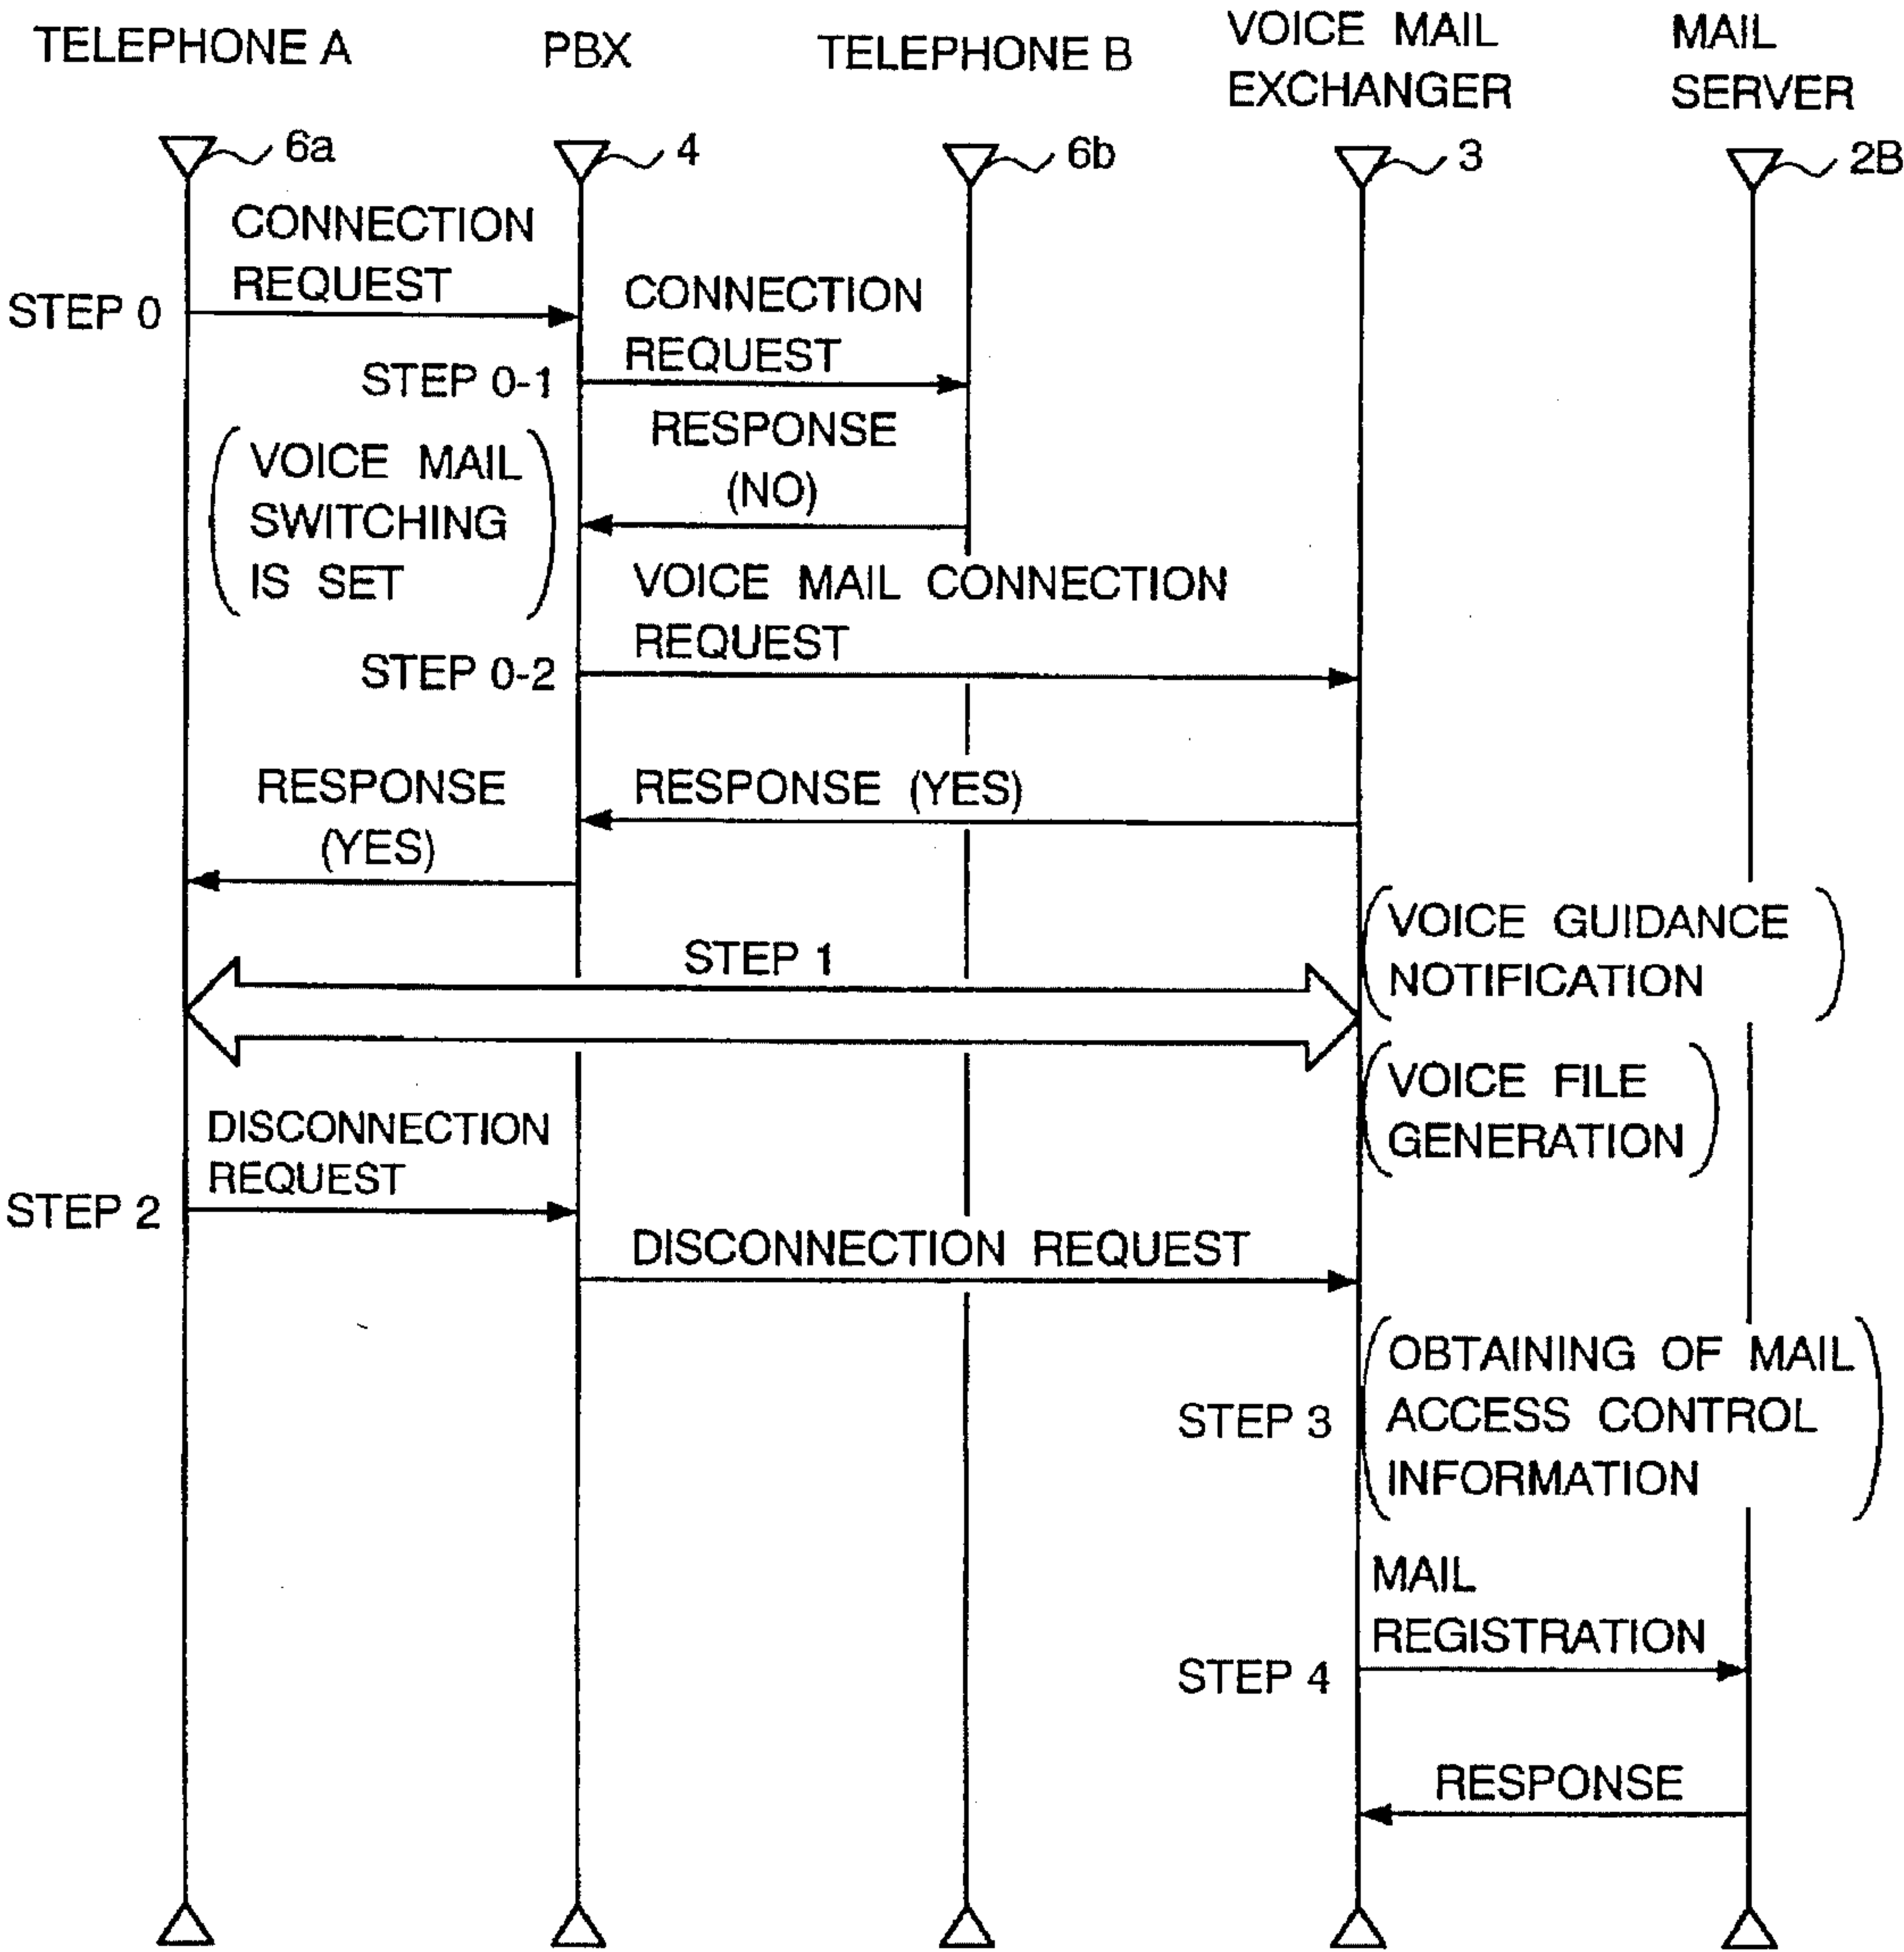 TELEPHONE A
PBX
TELEPHONE B
VOICE MAIL
EXCHANGER
MAIL
SERVER
6a
4
6b
3
2B
CONNECTION
REQUEST
STEP 0
CONNECTION
REQUEST
STEP 0-1
RESPONSE
(NO)
(VOICE MAIL
SWITCHING
IS SET)
VOICE MAIL CONNECTION
REQUEST
STEP 0-2
RESPONSE (YES)
RESPONSE
(YES)
(VOICE GUIDANCE
NOTIFICATION)
STEP 1
(VOICE FILE
GENERATION)
DISCONNECTION
REQUEST
STEP 2
DISCONNECTION REQUEST
(OBTAINING OF MAIL
ACCESS CONTROL
INFORMATION)
STEP 3
MAIL
REGISTRATION
STEP 4
RESPONSE